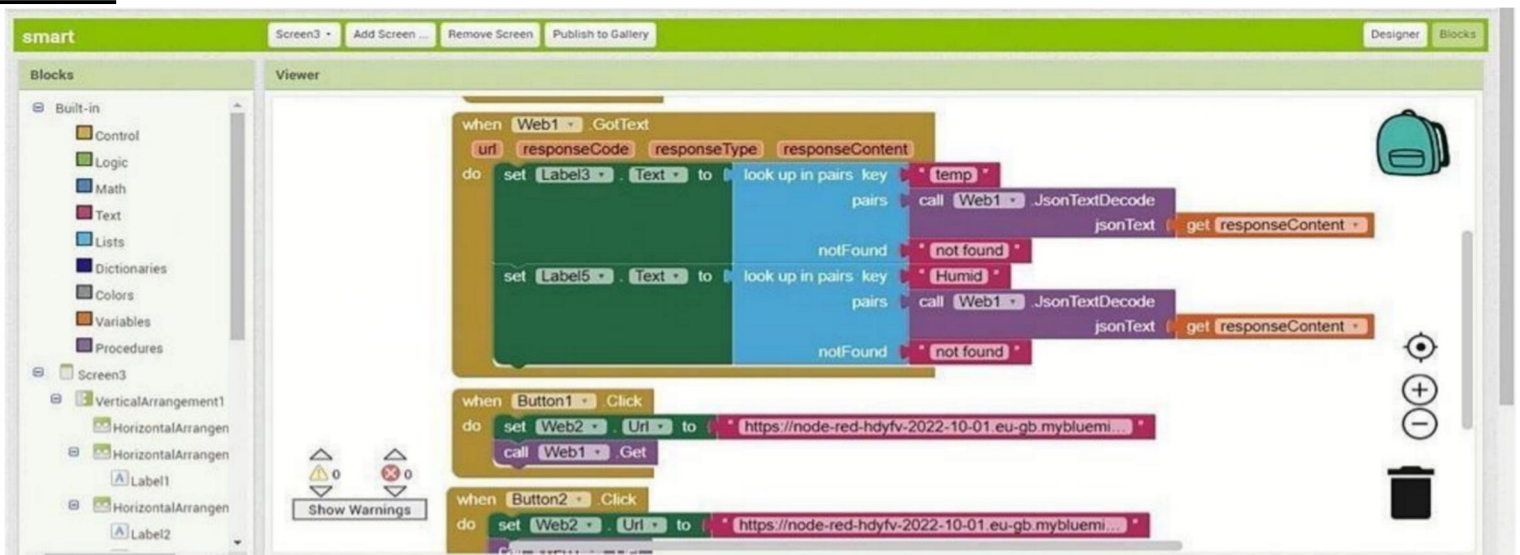 smart Screen3 Add Screen ... Remove Screen Publish to Gallery Designer Blocks
Blocks Viewer
Built-in
Control
Logic
Math
Text
Lists
Dictionaries
Colors
Variables
Procedures
Screen3
VerticalArrangement1
HorizontalArrangen
HorizontalArrangen
Label1
HorizontalArrangen
Label2
when Web1 .GotText
url responseCode responseType responseContent
do set Label3 . Text to look up in pairs key " temp "
pairs call Web1 .JsonTextDecode
jsonText get responseContent
notFound " not found "
set Label5 . Text to look up in pairs key " Humid "
pairs call Web1 .JsonTextDecode
jsonText get responseContent
notFound " not found "
when Button1 .Click
do set Web2 . Url to " https://node-red-hdyfv-2022-10-01.eu-gb.mybluemi... "
call Web1 .Get
when Button2 .Click
do set Web2 . Url to " https://node-red-hdyfv-2022-10-01.eu-gb.mybluemi... "
0 0
Show Warnings